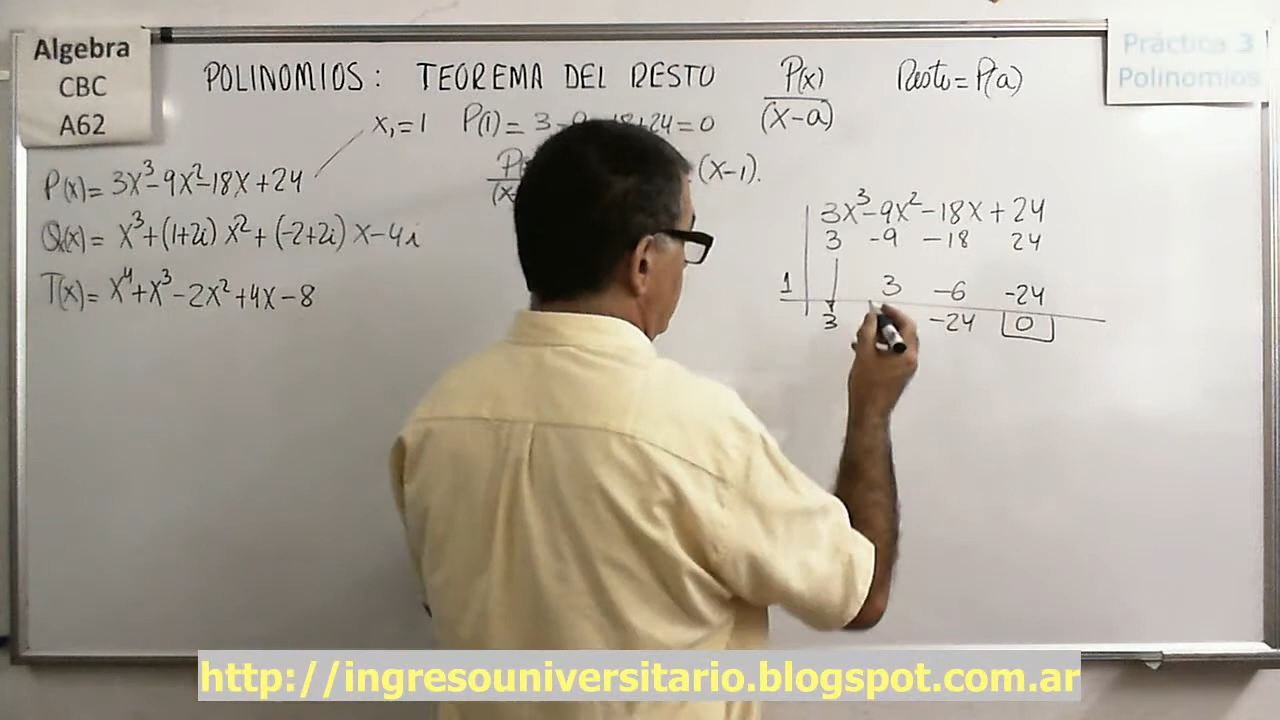 Algebra
CBC
A62
Práctica 3
Polinomios
POLINOMIOS: TEOREMA DEL RESTO P(x)/(x-a) Resto=P(a)
x₁=1 P(1)= 3-9-18+24=0
(x-1).
P(x)= 3x³-9x²-18x+24
Q(x)= x³+(1+2i)x²+(-2+2i)x-4i
T(x)= x⁴+x³-2x²+4x-8
3x³-9x²-18x+24
3 -9 -18 24
1 3 -6 -24
3 -24 0
http://ingresouniversitario.blogspot.com.ar